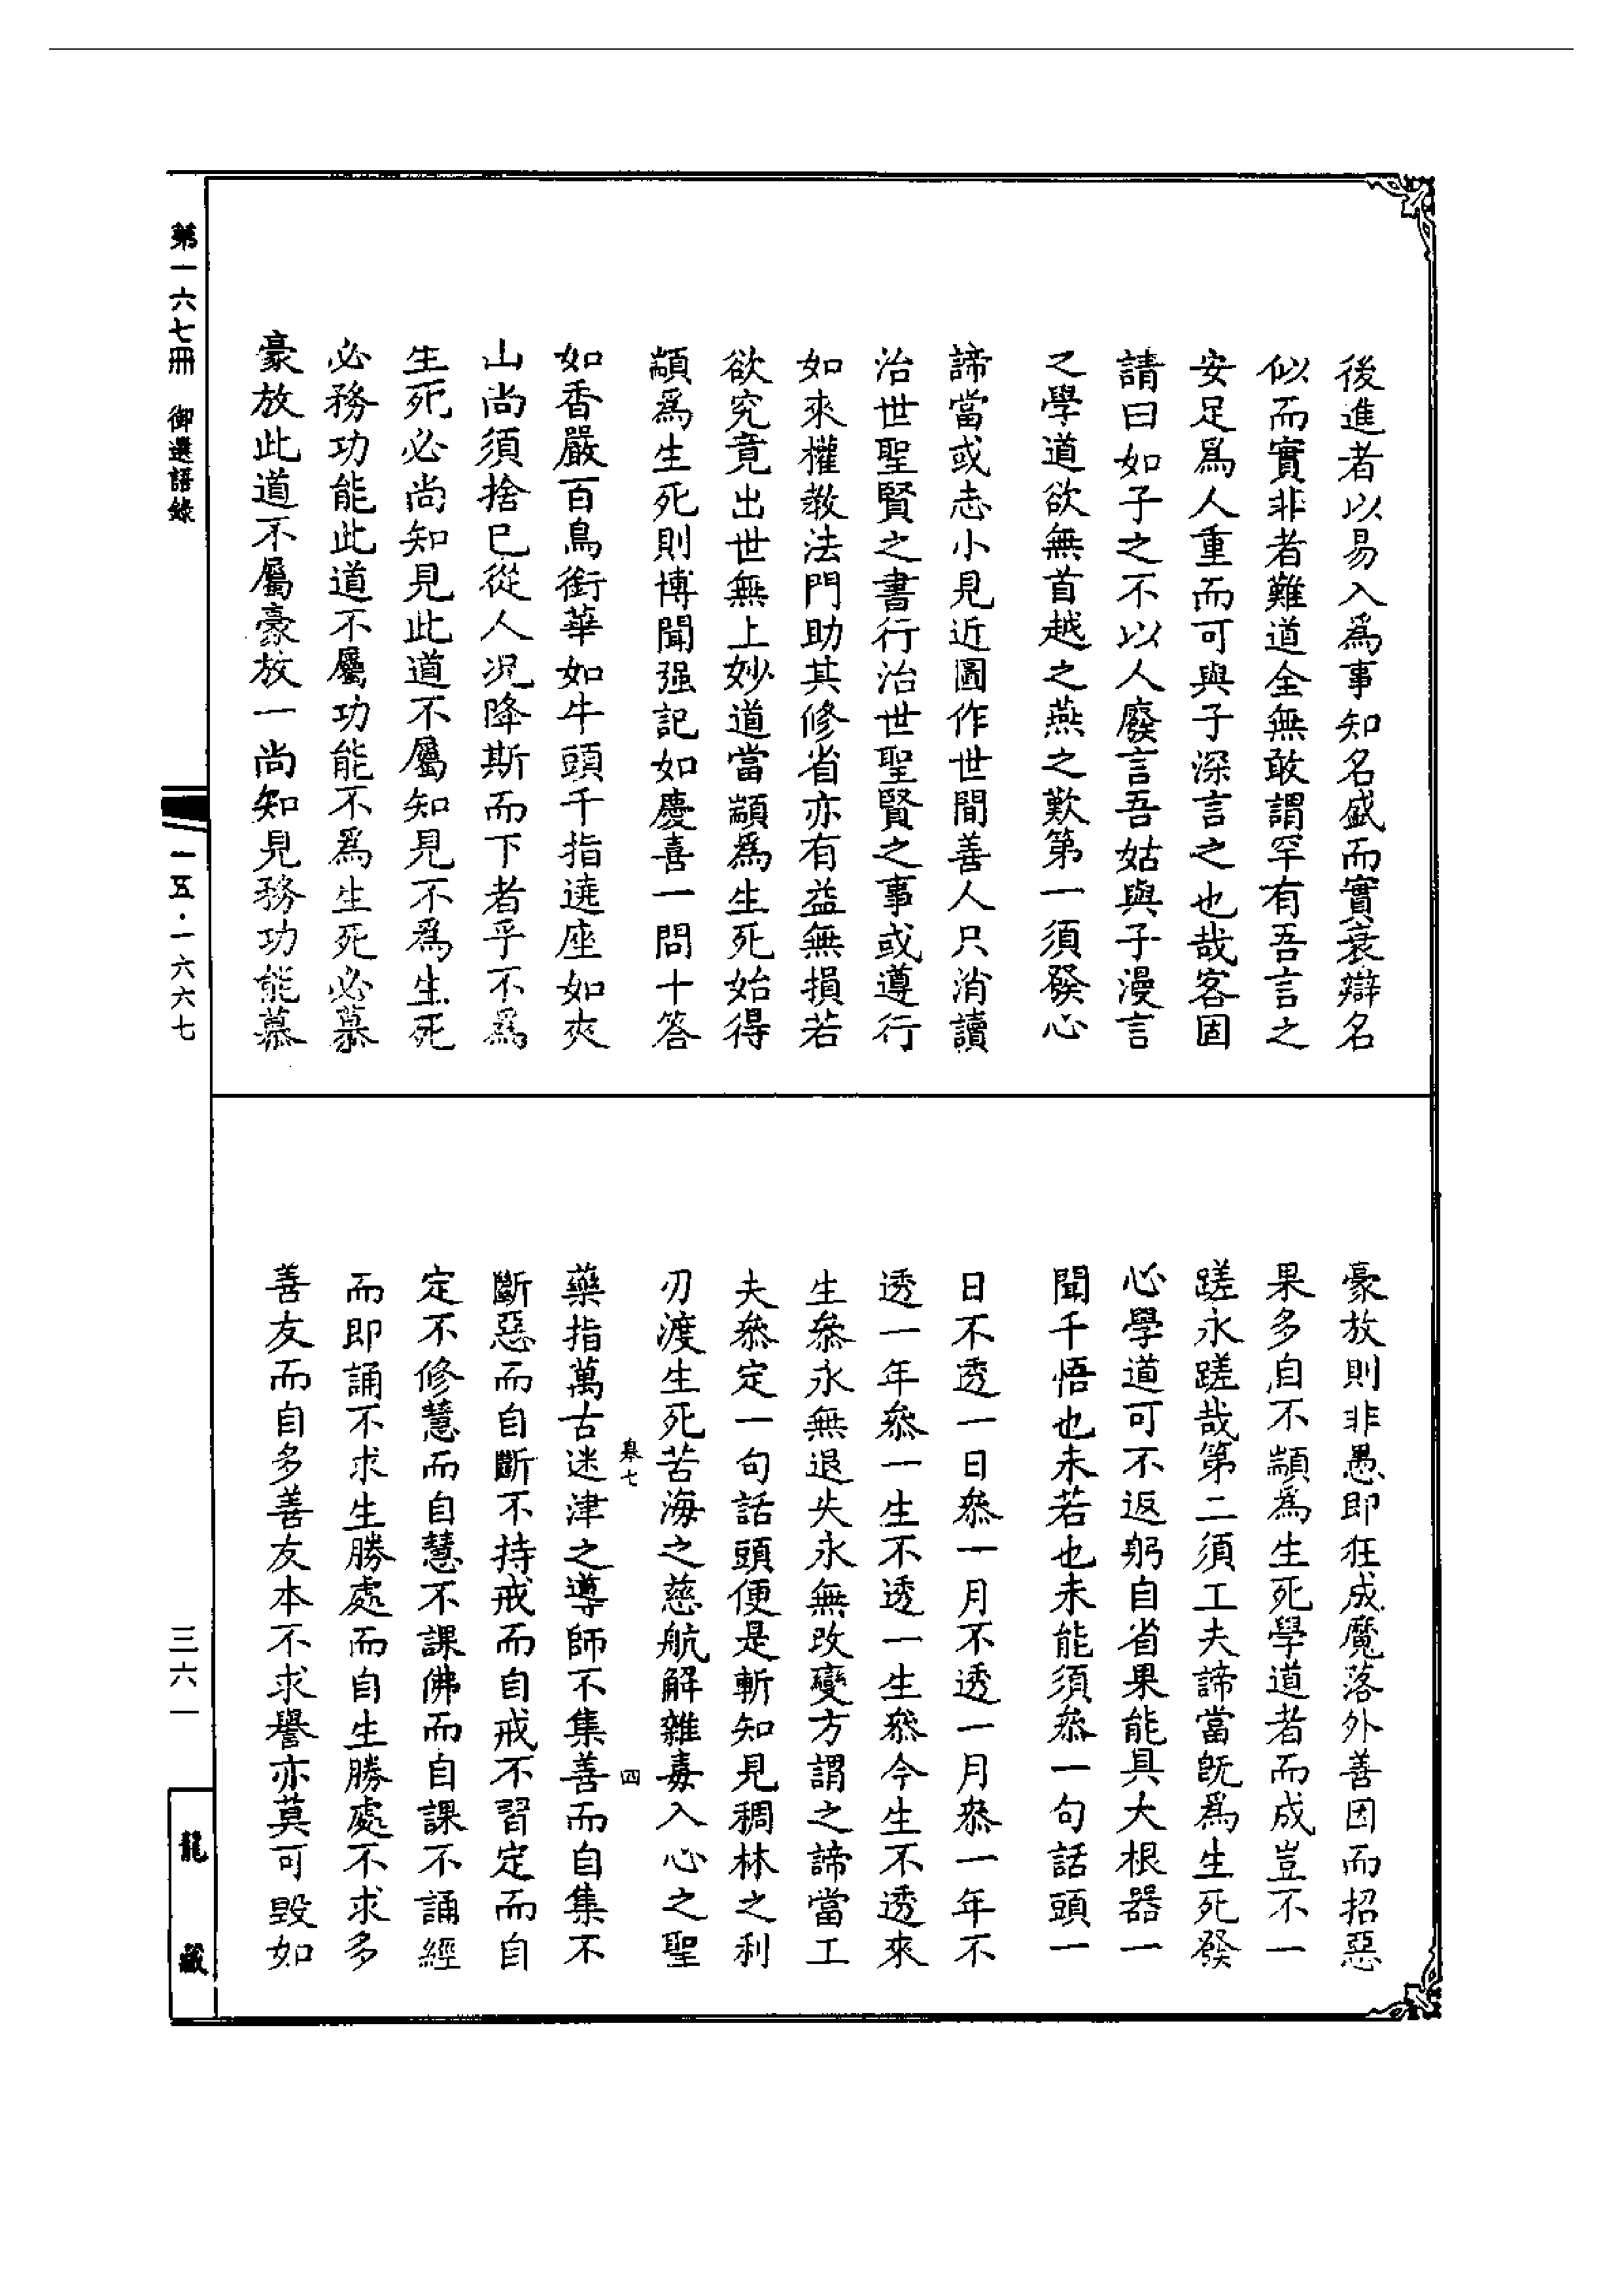 後進者以易入爲事知名盛而實衰辯名
似而實非者難道全無敢謂罕有吾言之
安足爲人重而可與子深言之也哉客固
請曰如子之不以人廢言吾姑與子漫言
之學道欲無首越之燕之歎第一須發心
諦當或志小見近圖作世間善人只消讀
治世聖賢之書行治世聖賢之事或遵行
如來權教法門助其修省亦有益無損若
欲究竟出世無上妙道當顓爲生死始得
顓爲生死則博聞强記如慶喜一問十答
如香嚴百鳥銜華如牛頭千指遶座如夾
山尚須捨已從人况降斯而下者乎不爲
生死必尚知見此道不屬知見不爲生死
必務功能此道不屬功能不爲生死必慕
豪放此道不屬豪放一尚知見務功能慕
豪放則非愚即狂成魔落外善因而招惡
果多自不顓爲生死學道者而成豈不一
蹉永蹉哉第二須工夫諦當旣爲生死發
心學道可不返躬自省果能具大根器一
聞千悟也未若也未能須叅一句話頭一
日不透一日叅一月不透一月叅一年不
透一年叅一生不透一生叅今生不透來
生叅永無退失永無改變方謂之諦當工
夫叅定一句話頭便是斬知見稠林之利
刃渡生死苦海之慈航解雜毒入心之聖
藥指萬古迷津之導師不集善而自集不
斷惡而自斷不持戒而自戒不習定而自
定不修慧而自慧不課佛而自課不誦經
而即誦不求生勝處而自生勝處不求多
善友而自多善友本不求譽亦莫可毀如
七
四
第一六七冊 御選語錄
一五·一六六七
三六一
龍藏